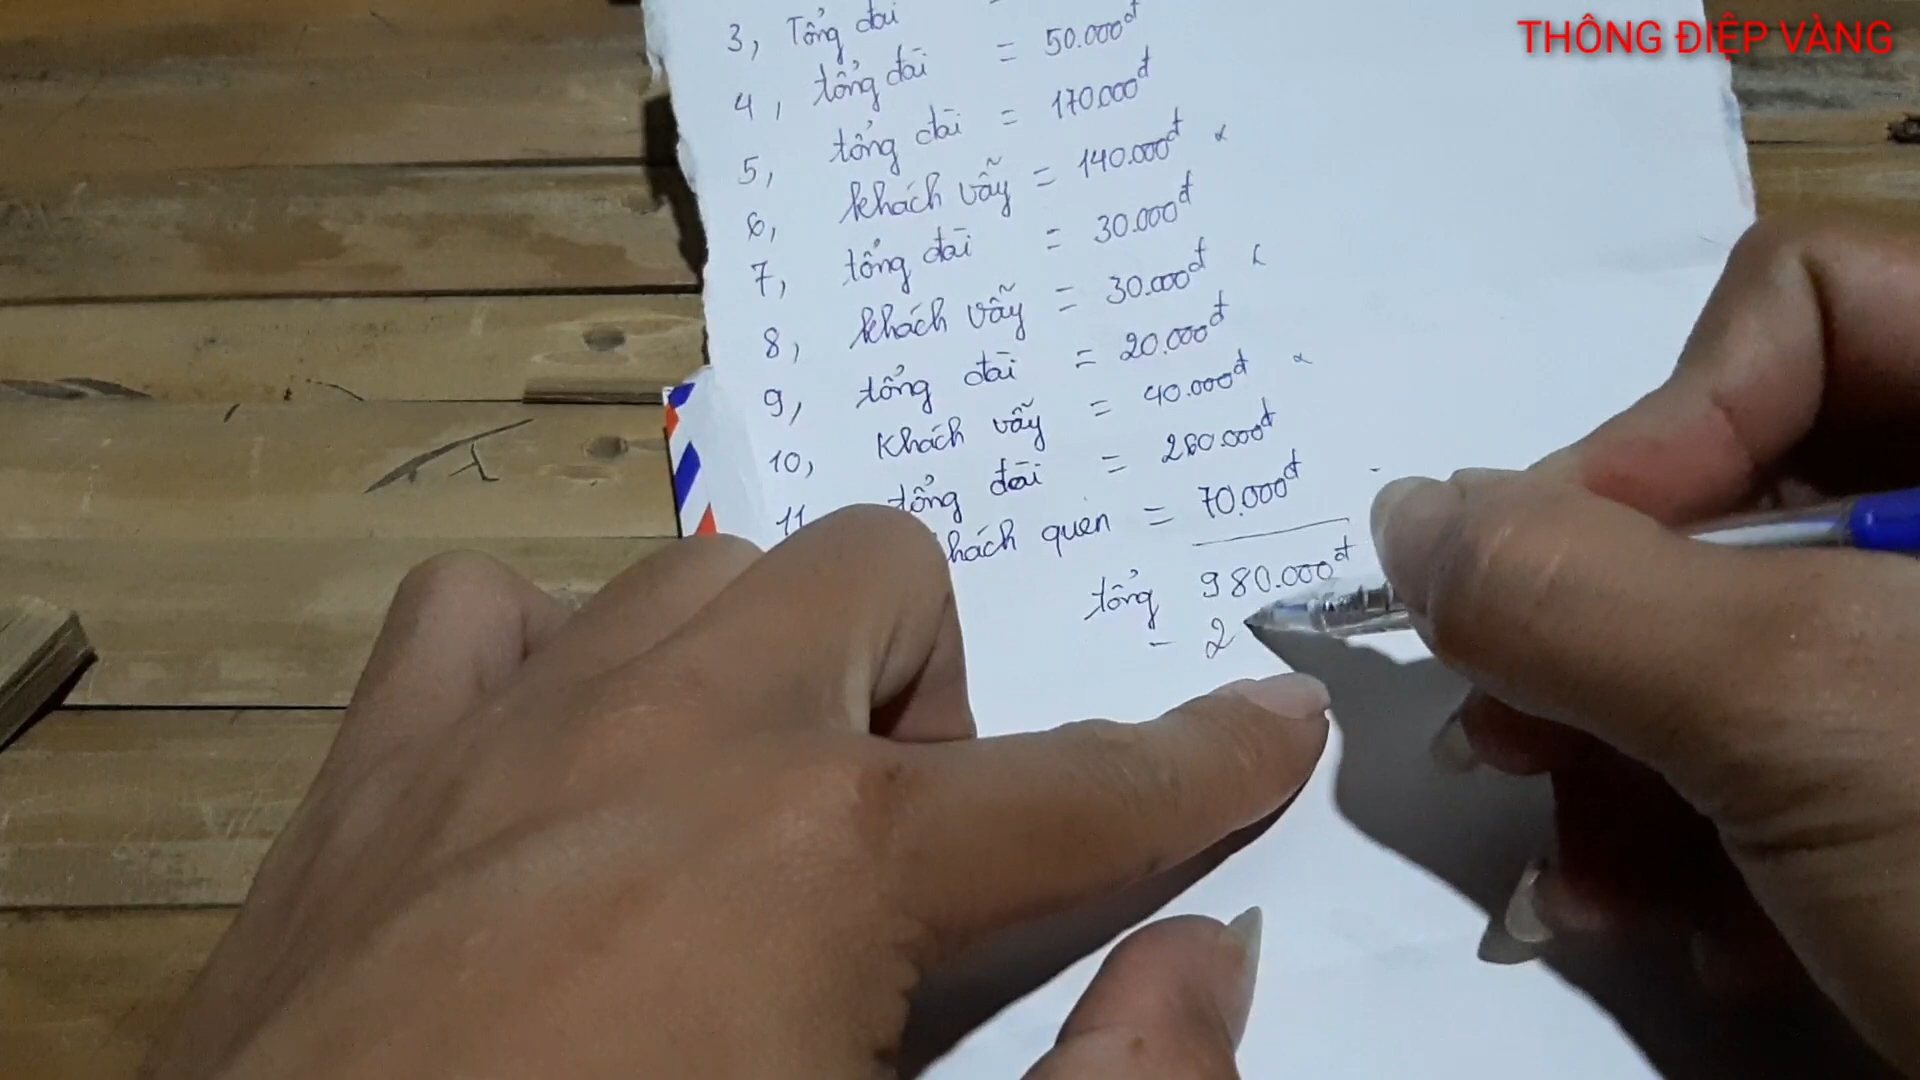 THÔNG ĐIỆP VÀNG
3, Tổng đài
4, tổng đài = 50.000đ
5, tổng đài = 170.000đ
6, khách vẫy = 140.000đ
7, tổng đài = 30.000đ
8, khách vẫy = 30.000đ
9, tổng đài = 20.000đ
10, Khách vẫy = 40.000đ
11 tổng đài = 260.000đ
hách quen = 70.000đ
tổng 980.000đ
- 2